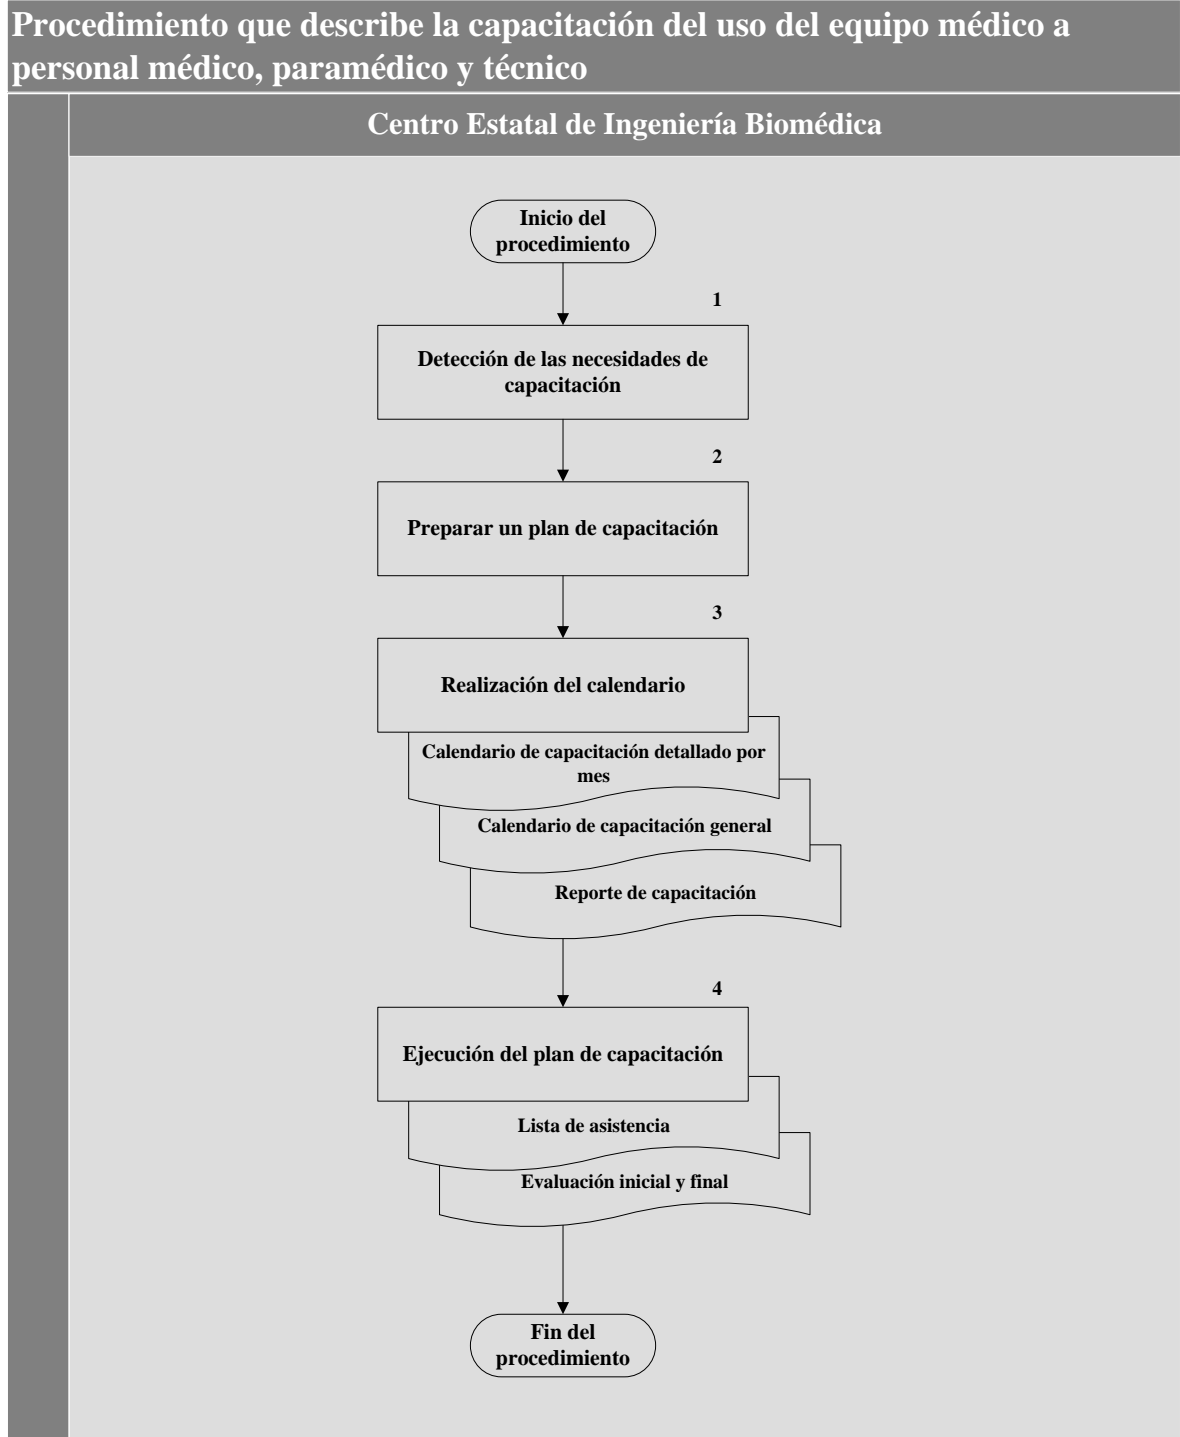 Procedimiento que describe la capacitación del uso del equipo médico a
personal médico, paramédico y técnico
Centro Estatal de Ingeniería Biomédica
Inicio del
procedimiento
1
Detección de las necesidades de
capacitación
2
Preparar un plan de capacitación
3
Realización del calendario
Calendario de capacitación detallado por
mes
Calendario de capacitación general
Reporte de capacitación
4
Ejecución del plan de capacitación
Lista de asistencia
Evaluación inicial y final
Fin del
procedimiento